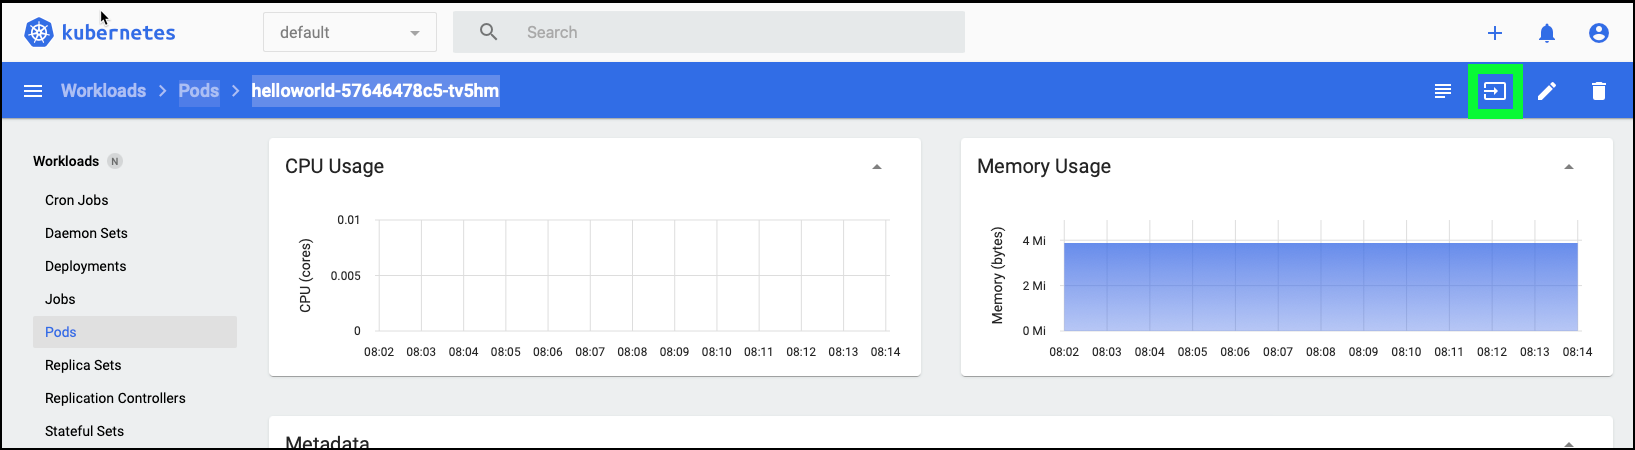 kubernetes
default
Search
Workloads > Pods > helloworld-57646478c5-tv5hm
Workloads N
Cron Jobs
Daemon Sets
Deployments
Jobs
Pods
Replica Sets
Replication Controllers
Stateful Sets
CPU Usage
CPU (cores)
0.01
0.005
0
08:02 08:03 08:04 08:05 08:06 08:07 08:08 08:09 08:10 08:11 08:12 08:13 08:14
Memory Usage
Memory (bytes)
4 Mi
2 Mi
0 Mi
08:02 08:03 08:04 08:05 08:06 08:07 08:08 08:09 08:10 08:11 08:12 08:13 08:14
Metadata